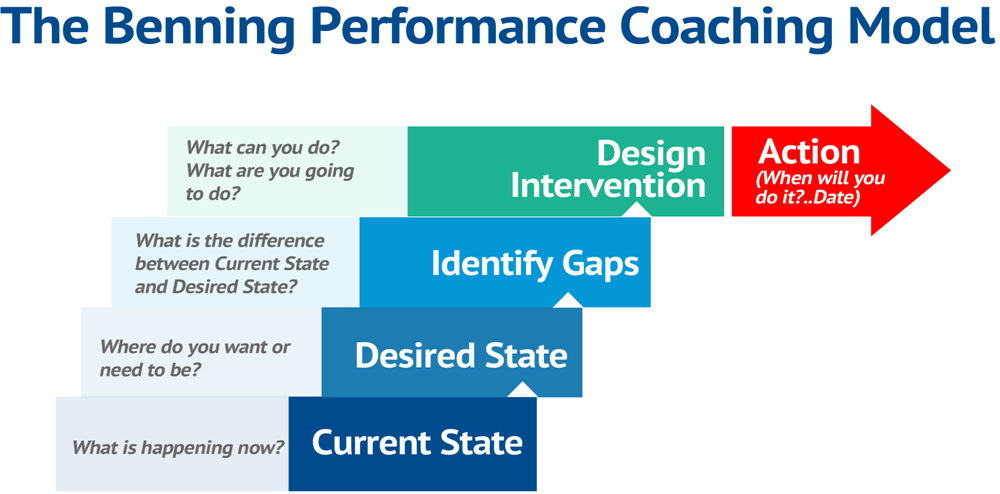 The Benning Performance Coaching Model
What can you do?
What are you going
to do?
Design
Intervention
Action
(When will you
do it?..Date)
What is the difference
between Current State
and Desired State?
Identify Gaps
Where do you want or
need to be?
Desired State
What is happening now?
Current State